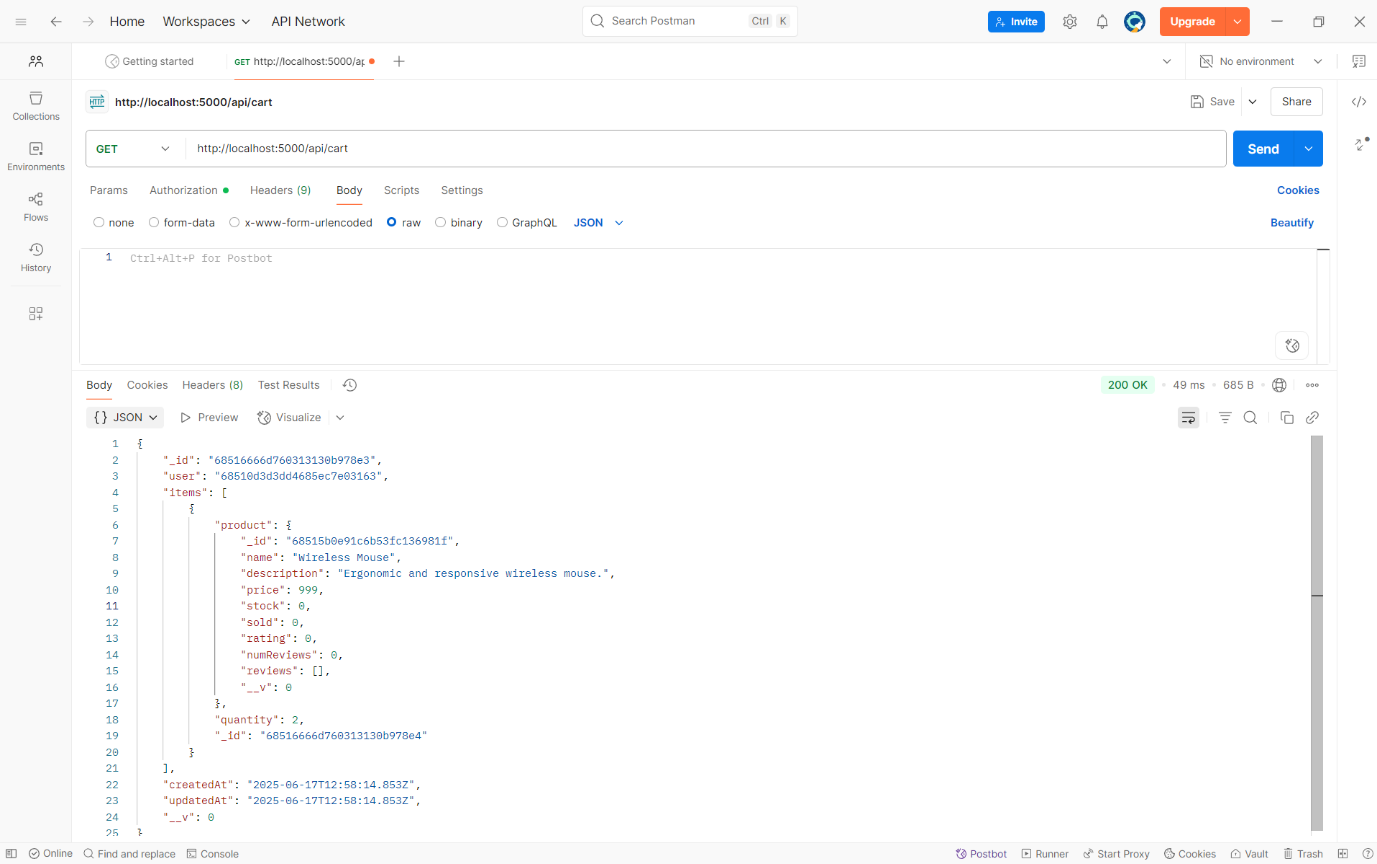 Home Workspaces API Network Search Postman Ctrl K Invite Upgrade
Getting started GET http://localhost:5000/ap No environment
HTTP http://localhost:5000/api/cart Save Share
Collections
GET http://localhost:5000/api/cart Send
Environments
Params Authorization Headers (9) Body Scripts Settings Cookies
Flows
none form-data x-www-form-urlencoded raw binary GraphQL JSON Beautify
History
1 Ctrl+Alt+P for Postbot
Body Cookies Headers (8) Test Results 200 OK 49 ms 685 B
{} JSON Preview Visualize
1 {
2 "_id": "68516666d760313130b978e3",
3 "user": "68510d3d3dd4685ec7e03163",
4 "items": [
5 {
6 "product": {
7 "_id": "68515b0e91c6b53fc136981f",
8 "name": "Wireless Mouse",
9 "description": "Ergonomic and responsive wireless mouse.",
10 "price": 999,
11 "stock": 0,
12 "sold": 0,
13 "rating": 0,
14 "numReviews": 0,
15 "reviews": [],
16 "__v": 0
17 },
18 "quantity": 2,
19 "_id": "68516666d760313130b978e4"
20 }
21 ],
22 "createdAt": "2025-06-17T12:58:14.853Z",
23 "updatedAt": "2025-06-17T12:58:14.853Z",
24 "__v": 0
25 }
Online Find and replace Console Postbot Runner Start Proxy Cookies Vault Trash